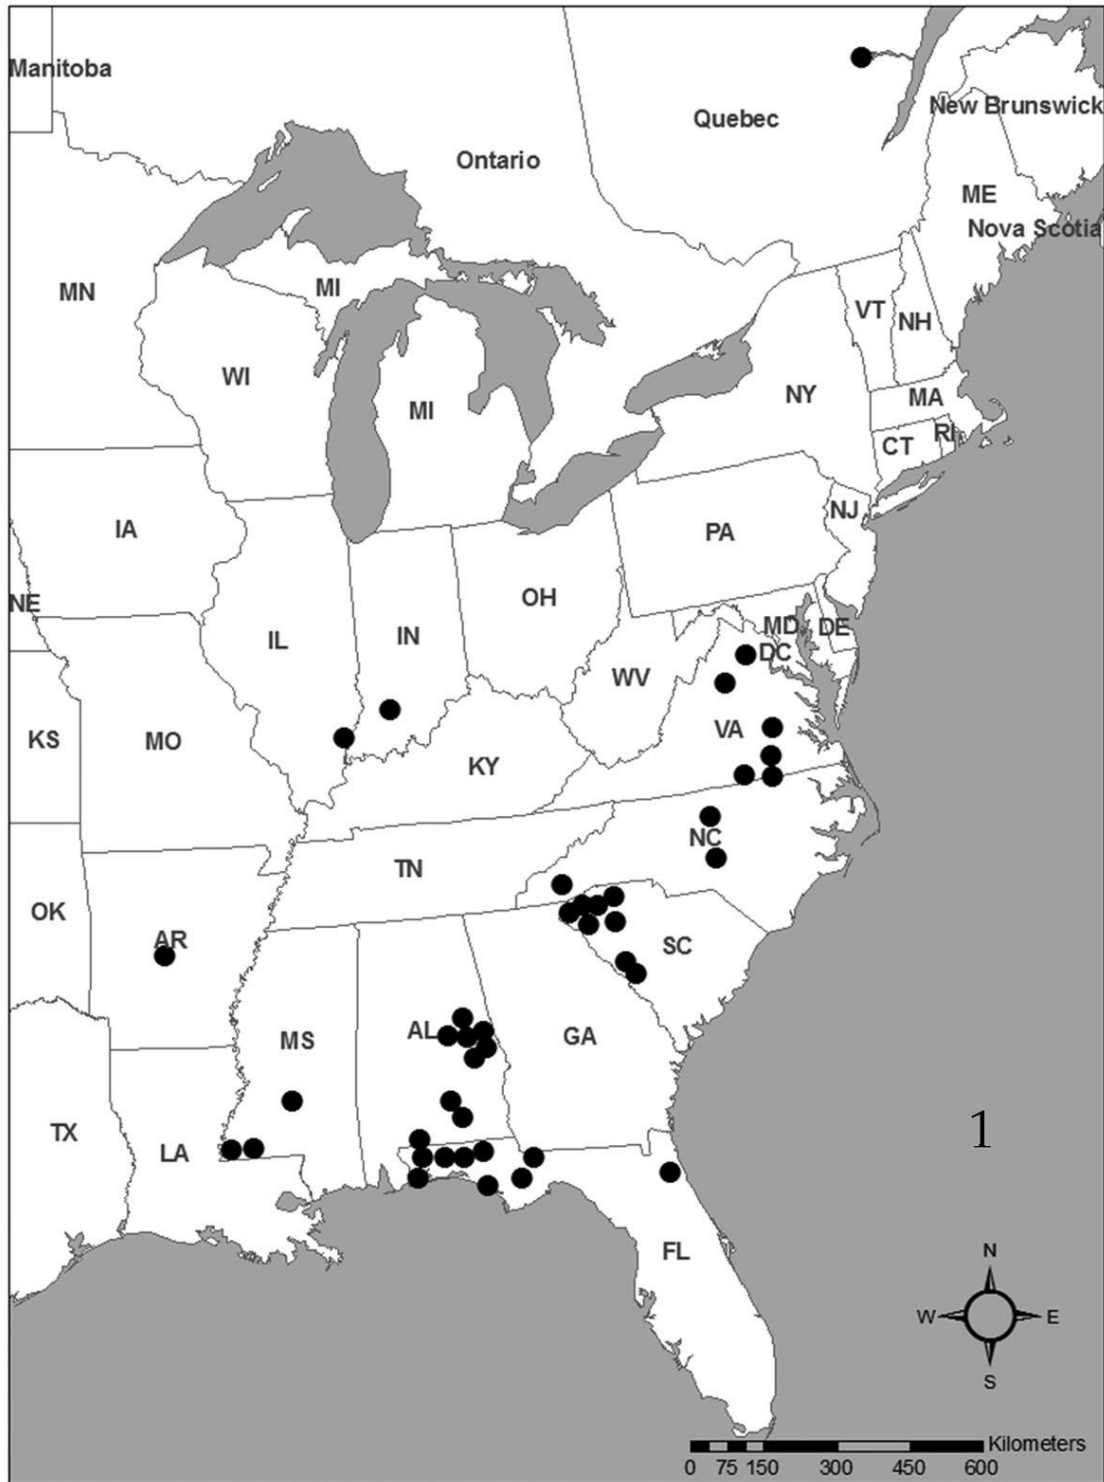 Manitoba
Quebec
New Brunswick
Ontario
ME
Nova Scotia
MN
MI
VT
NH
WI
NY
MA
MI
RI
CT
NJ
IA
PA
NE
OH
MD
DE
IL
IN
DC
WV
VA
KS
MO
KY
NC
TN
OK
AR
SC
AL
MS
GA
1
TX
LA
FL
N
W
E
S
Kilometers
0 75 150 300 450 600